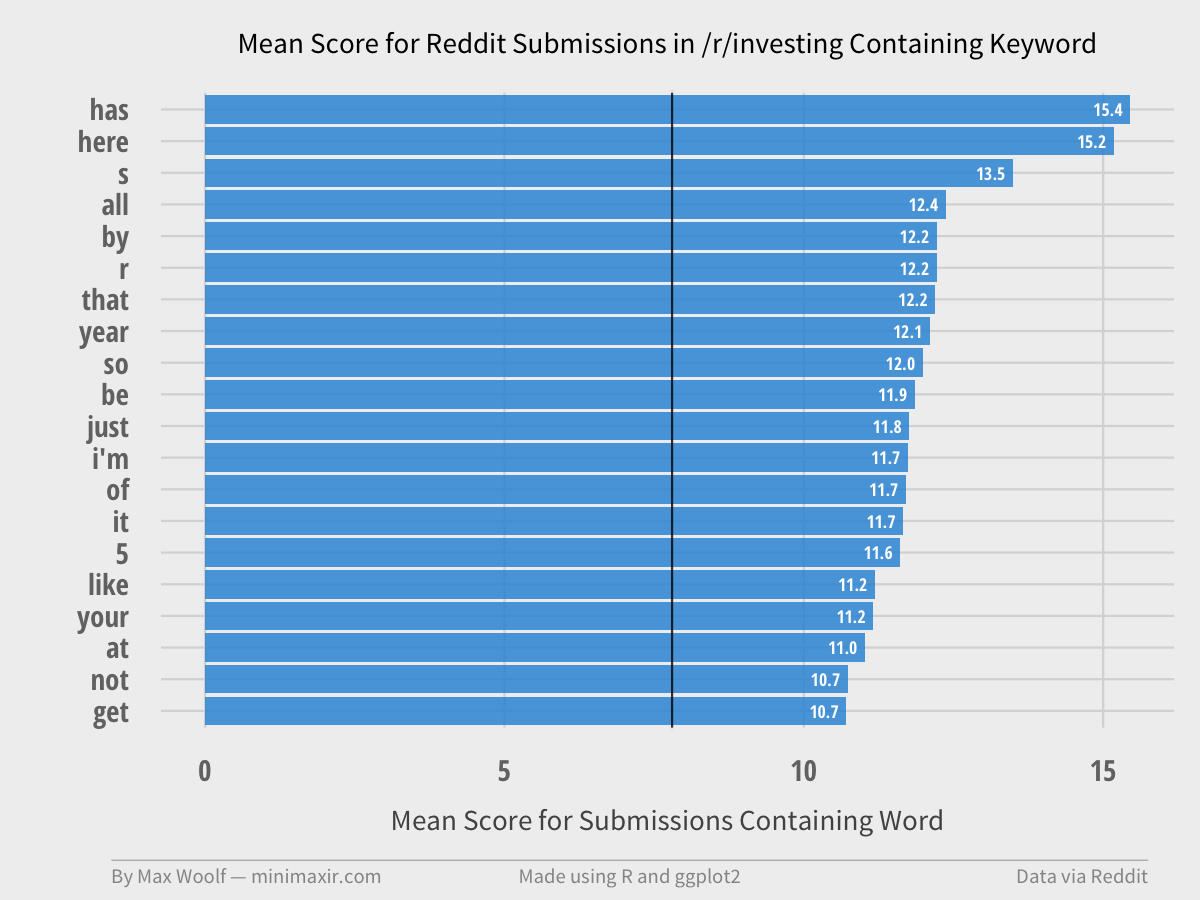 Mean Score for Reddit Submissions in /r/investing Containing Keyword
has 15.4
here 15.2
s 13.5
all 12.4
by 12.2
r 12.2
that 12.2
year 12.1
so 12.0
be 11.9
just 11.8
i'm 11.7
of 11.7
it 11.7
5 11.6
like 11.2
your 11.2
at 11.0
not 10.7
get 10.7
0 5 10 15
Mean Score for Submissions Containing Word
By Max Woolf — minimaxir.com Made using R and ggplot2 Data via Reddit